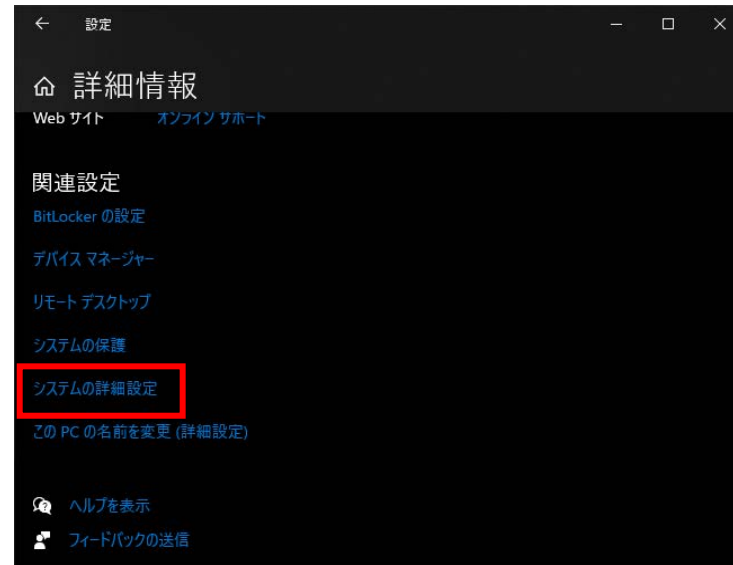 設定
詳細情報
Web サイト オンライン サポート
関連設定
BitLocker の設定
デバイス マネージャー
リモート デスクトップ
システムの保護
システムの詳細設定
この PC の名前を変更 (詳細設定)
ヘルプを表示
フィードバックの送信